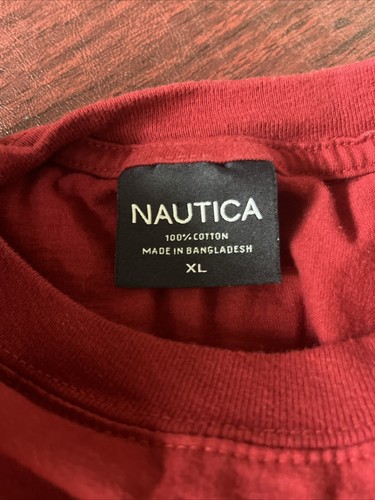 NAUTICA
100% COTTON
MADE IN BANGLADESH
XL